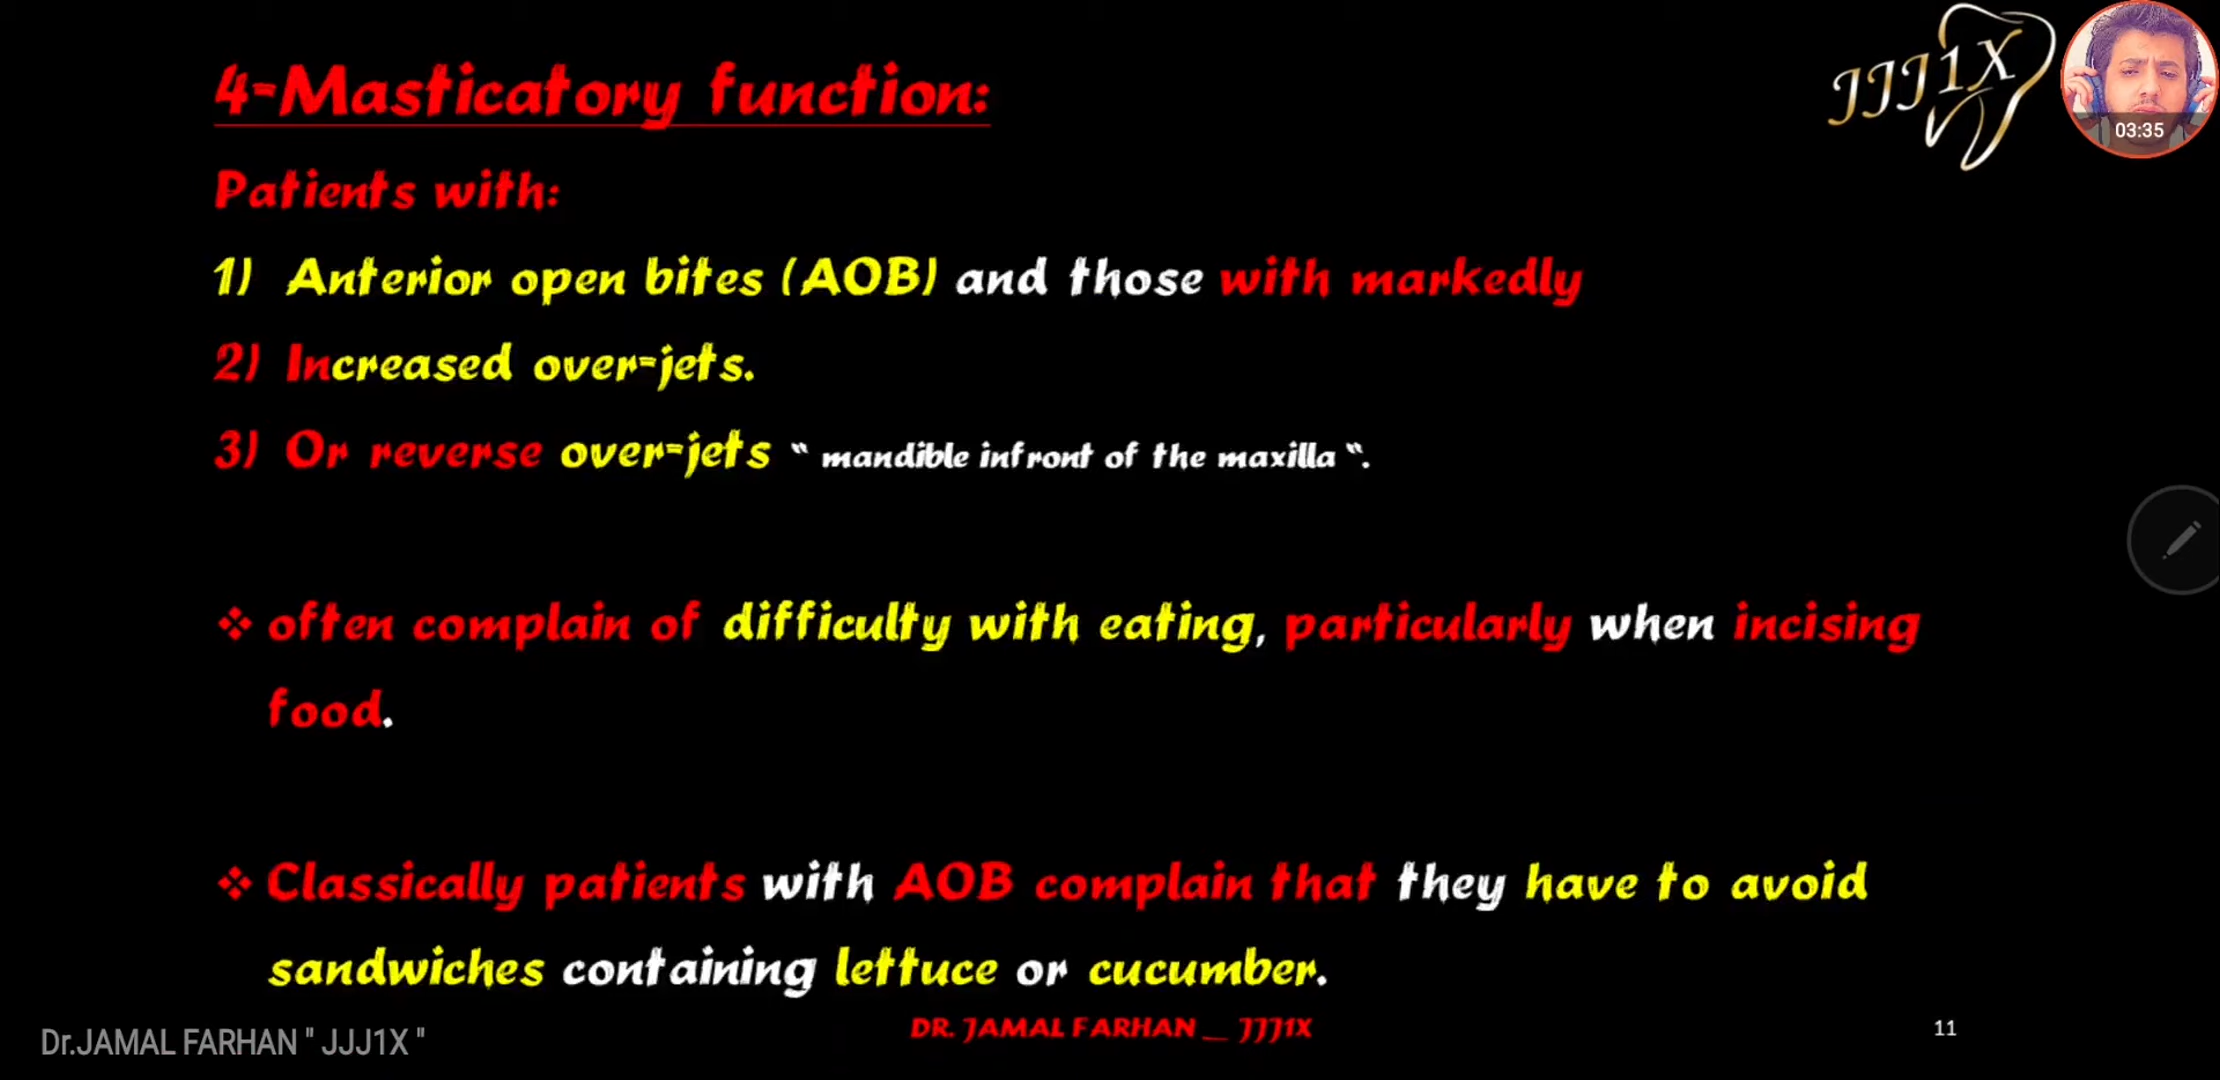 4-Masticatory function:
JJJ1X
03:35
Patients with:
1) Anterior open bites (AOB) and those with markedly
2) Increased over-jets.
3) Or reverse over-jets " mandible infront of the maxilla ".
❖ often complain of difficulty with eating, particularly when incising
food.
❖ Classically patients with AOB complain that they have to avoid
sandwiches containing lettuce or cucumber.
Dr.JAMAL FARHAN " JJJ1X "
DR. JAMAL FARHAN __ JJJ1X
11